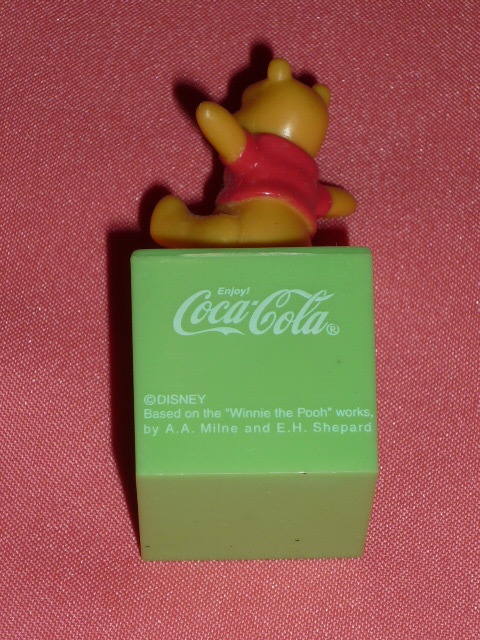 Enjoy!
Coca-Cola®
©DISNEY
Based on the "Winnie the Pooh" works,
by A.A. Milne and E.H. Shepard